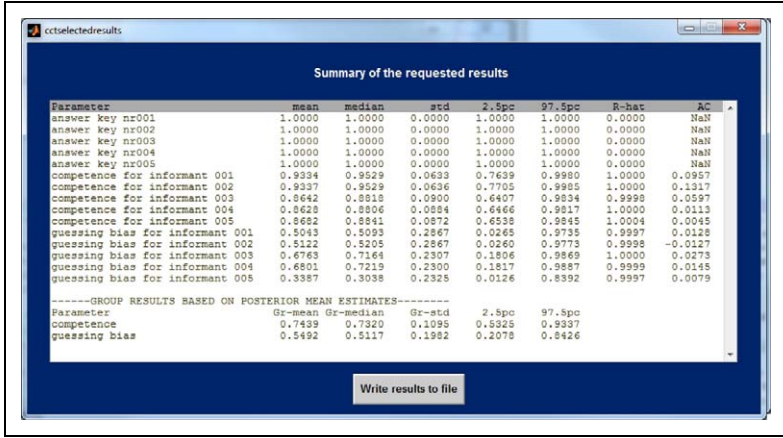 cctselectedresults
Summary of the requested results
Parameter mean median std 2.5pc 97.5pc R-hat AC
answer key nr001 1.0000 1.0000 0.0000 1.0000 1.0000 0.0000 NaN
answer key nr002 1.0000 1.0000 0.0000 1.0000 1.0000 0.0000 NaN
answer key nr003 1.0000 1.0000 0.0000 1.0000 1.0000 0.0000 NaN
answer key nr004 1.0000 1.0000 0.0000 1.0000 1.0000 0.0000 NaN
answer key nr005 1.0000 1.0000 0.0000 1.0000 1.0000 0.0000 NaN
competence for informant 001 0.9334 0.9529 0.0633 0.7639 0.9980 1.0000 0.0957
competence for informant 002 0.9337 0.9529 0.0636 0.7705 0.9985 1.0000 0.1317
competence for informant 003 0.8642 0.8818 0.0900 0.6407 0.9834 0.9998 0.0597
competence for informant 004 0.8628 0.8806 0.0884 0.6466 0.9817 1.0000 0.0113
competence for informant 005 0.8682 0.8841 0.0872 0.6538 0.9845 1.0004 0.0045
guessing bias for informant 001 0.5043 0.5093 0.2867 0.0265 0.9735 0.9997 0.0128
guessing bias for informant 002 0.5122 0.5205 0.2867 0.0260 0.9773 0.9998 -0.0127
guessing bias for informant 003 0.6763 0.7164 0.2307 0.1806 0.9869 1.0000 0.0273
guessing bias for informant 004 0.6801 0.7219 0.2300 0.1817 0.9887 0.9999 0.0145
guessing bias for informant 005 0.3387 0.3038 0.2325 0.0126 0.8392 0.9997 0.0079
------GROUP RESULTS BASED ON POSTERIOR MEAN ESTIMATES--------
Parameter Gr-mean Gr-median Gr-std 2.5pc 97.5pc
competence 0.7439 0.7320 0.1095 0.5325 0.9337
guessing bias 0.5492 0.5117 0.1982 0.2078 0.8426
Write results to file